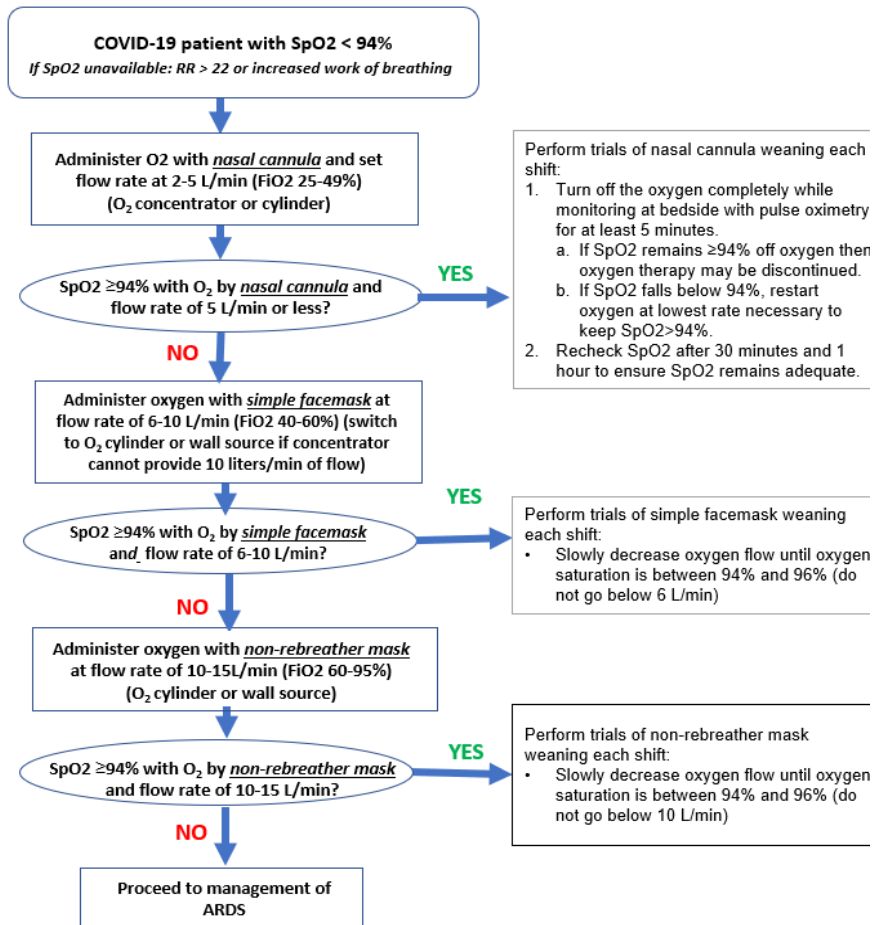 COVID-19 patient with SpO2 < 94%
If SpO2 unavailable: RR > 22 or increased work of breathing
Administer O2 with nasal cannula and set
flow rate at 2-5 L/min (FiO2 25-49%)
(O₂ concentrator or cylinder)
SpO2 ≥94% with O₂ by nasal cannula and
flow rate of 5 L/min or less?
YES
Perform trials of nasal cannula weaning each
shift:
1. Turn off the oxygen completely while
monitoring at bedside with pulse oximetry
for at least 5 minutes.
a. If SpO2 remains ≥94% off oxygen then
oxygen therapy may be discontinued.
b. If SpO2 falls below 94%, restart
oxygen at lowest rate necessary to
keep SpO2>94%.
2. Recheck SpO2 after 30 minutes and 1
hour to ensure SpO2 remains adequate.
NO
Administer oxygen with simple facemask at
flow rate of 6-10 L/min (FiO2 40-60%) (switch
to O₂ cylinder or wall source if concentrator
cannot provide 10 liters/min of flow)
SpO2 ≥94% with O₂ by simple facemask
and flow rate of 6-10 L/min?
YES
Perform trials of simple facemask weaning
each shift:
• Slowly decrease oxygen flow until oxygen
saturation is between 94% and 96% (do
not go below 6 L/min)
NO
Administer oxygen with non-rebreather mask
at flow rate of 10-15L/min (FiO2 60-95%)
(O₂ cylinder or wall source)
SpO2 ≥94% with O₂ by non-rebreather mask
and flow rate of 10-15 L/min?
YES
Perform trials of non-rebreather mask
weaning each shift:
• Slowly decrease oxygen flow until oxygen
saturation is between 94% and 96% (do
not go below 10 L/min)
NO
Proceed to management of
ARDS